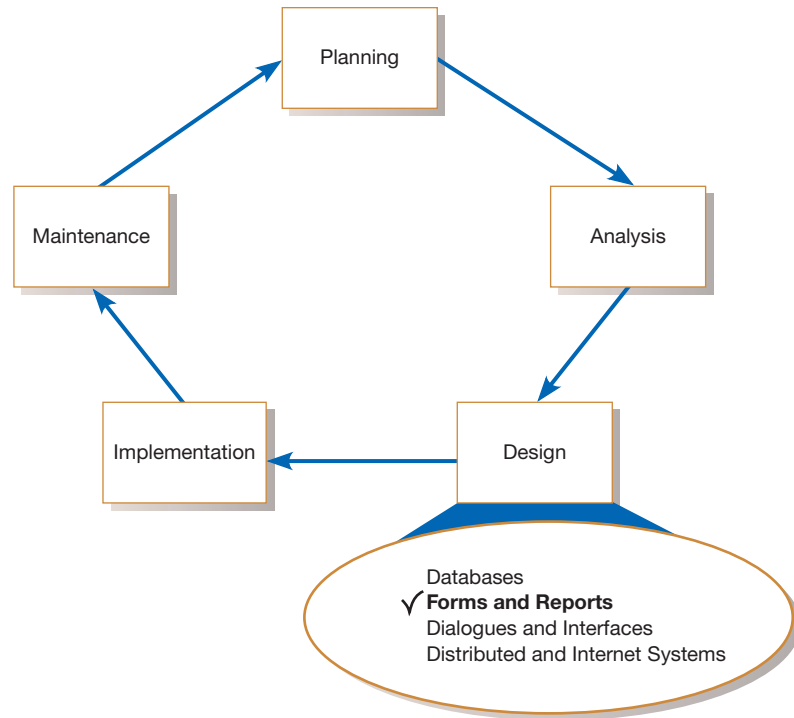 Planning
Maintenance
Analysis
Implementation
Design
Databases
✓ Forms and Reports
Dialogues and Interfaces
Distributed and Internet Systems